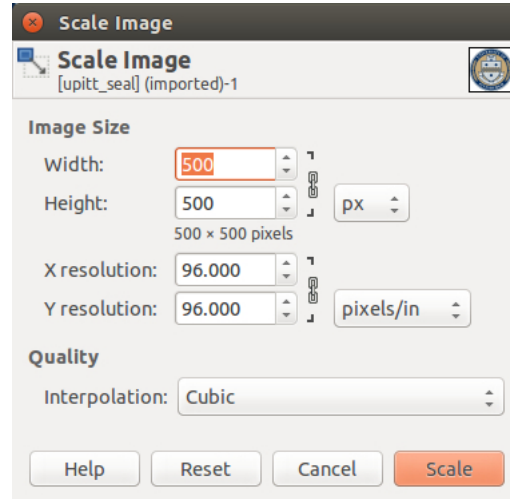 Scale Image
Scale Image
[upitt_seal] (imported)-1
Image Size
Width: 500
Height: 500 px
500 × 500 pixels
X resolution: 96.000
Y resolution: 96.000 pixels/in
Quality
Interpolation: Cubic
Help Reset Cancel Scale